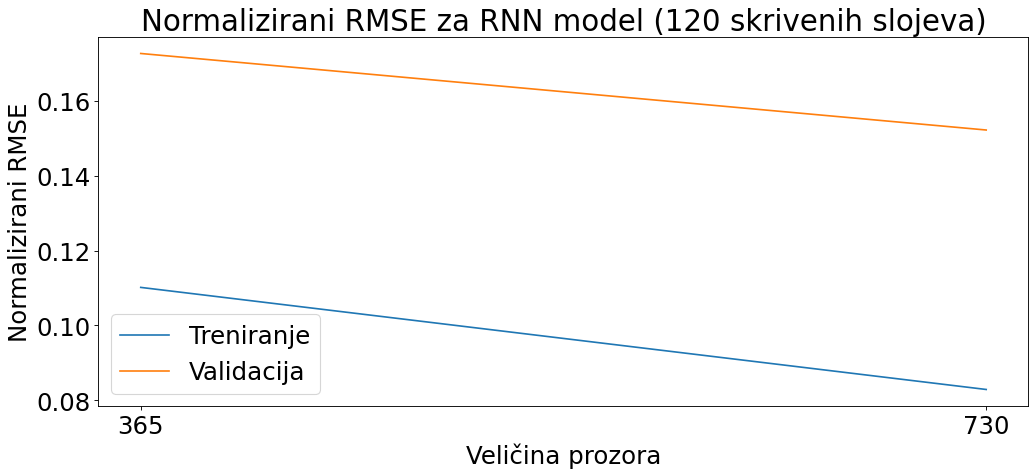 Normalizirani RMSE za RNN model (120 skrivenih slojeva)
Normalizirani RMSE
0.16
0.14
0.12
0.10
0.08
Treniranje
Validacija
365
730
Veličina prozora